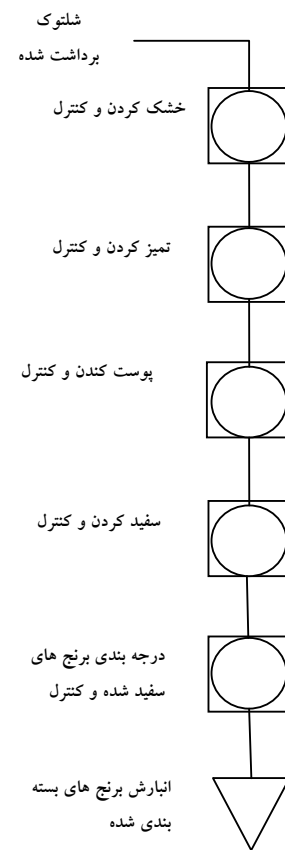 شلتوک
برداشت شده
خشک کردن و کنترل
تمیز کردن و کنترل
پوست کندن و کنترل
سفید کردن و کنترل
درجه بندی برنج های
سفید شده و کنترل
انبارش برنج های بسته
بندی شده